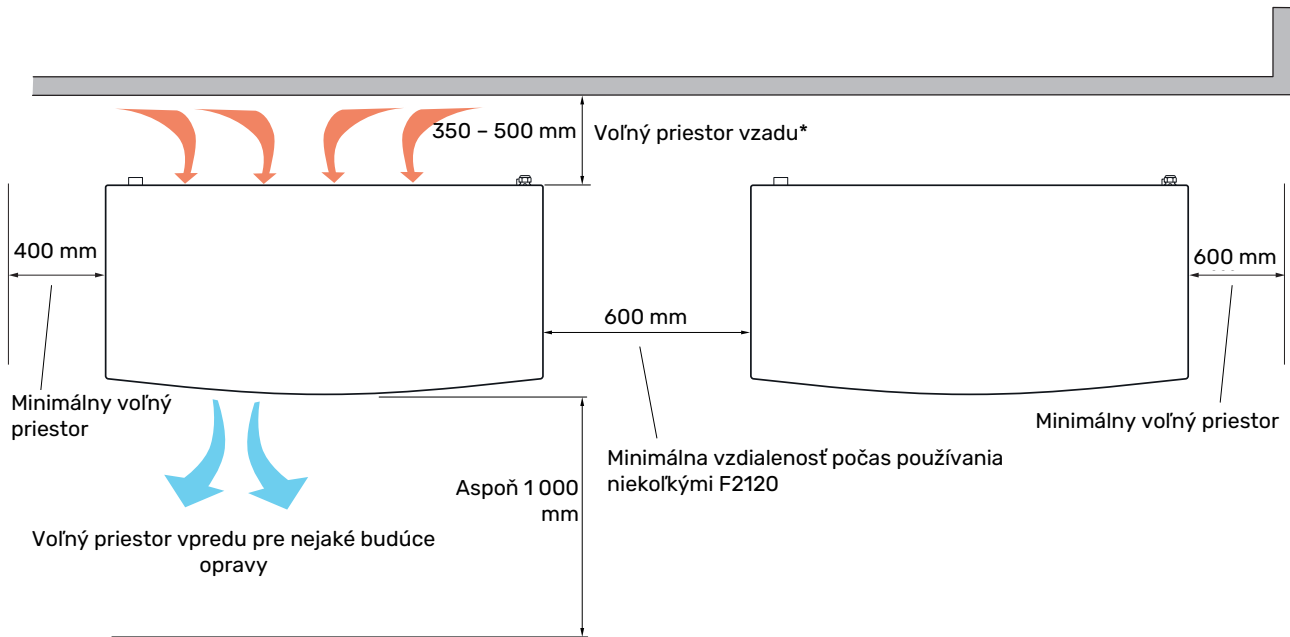 350 – 500 mm
Voľný priestor vzadu*
400 mm
600 mm
600 mm
Minimálny voľný
priestor
Minimálny voľný priestor
Minimálna vzdialenosť počas používania
niekoľkými F2120
Aspoň 1 000
mm
Voľný priestor vpredu pre nejaké budúce
opravy